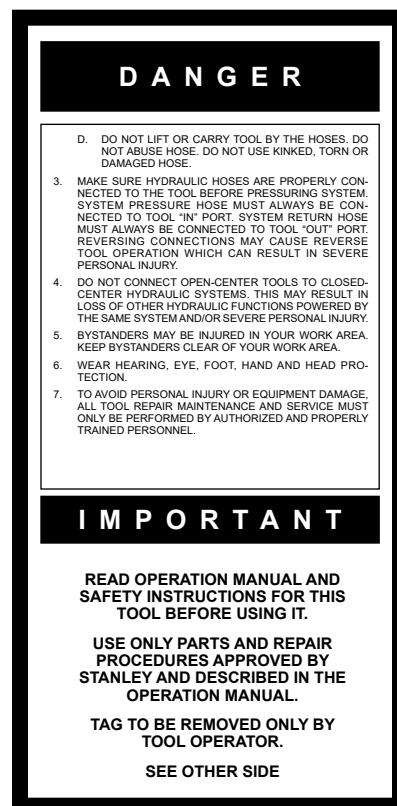 DANGER
D. DO NOT LIFT OR CARRY TOOL BY THE HOSES. DO
NOT ABUSE HOSE. DO NOT USE KINKED, TORN OR
DAMAGED HOSE.
3. MAKE SURE HYDRAULIC HOSES ARE PROPERLY CON-
NECTED TO THE TOOL BEFORE PRESSURING SYSTEM.
SYSTEM PRESSURE HOSE MUST ALWAYS BE CON-
NECTED TO TOOL “IN” PORT. SYSTEM RETURN HOSE
MUST ALWAYS BE CONNECTED TO TOOL “OUT” PORT.
REVERSING CONNECTIONS MAY CAUSE REVERSE
TOOL OPERATION WHICH CAN RESULT IN SEVERE
PERSONAL INJURY.
4. DO NOT CONNECT OPEN-CENTER TOOLS TO CLOSED-
CENTER HYDRAULIC SYSTEMS. THIS MAY RESULT IN
LOSS OF OTHER HYDRAULIC FUNCTIONS POWERED BY
THE SAME SYSTEM AND/OR SEVERE PERSONAL INJURY.
5. BYSTANDERS MAY BE INJURED IN YOUR WORK AREA.
KEEP BYSTANDERS CLEAR OF YOUR WORK AREA.
6. WEAR HEARING, EYE, FOOT, HAND AND HEAD PRO-
TECTION.
7. TO AVOID PERSONAL INJURY OR EQUIPMENT DAMAGE,
ALL TOOL REPAIR MAINTENANCE AND SERVICE MUST
ONLY BE PERFORMED BY AUTHORIZED AND PROPERLY
TRAINED PERSONNEL.
IMPORTANT
READ OPERATION MANUAL AND
SAFETY INSTRUCTIONS FOR THIS
TOOL BEFORE USING IT.
USE ONLY PARTS AND REPAIR
PROCEDURES APPROVED BY
STANLEY AND DESCRIBED IN THE
OPERATION MANUAL.
TAG TO BE REMOVED ONLY BY
TOOL OPERATOR.
SEE OTHER SIDE